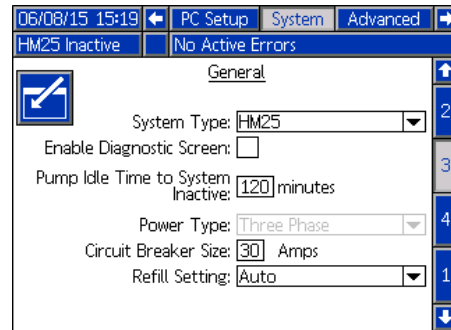 06/08/15 15:19 PC Setup System Advanced
HM25 Inactive No Active Errors
General
System Type: HM25
Enable Diagnostic Screen:
Pump Idle Time to System
Inactive: 120 minutes
Power Type: Three Phase
Circuit Breaker Size: 30 Amps
Refill Setting: Auto
2
3
4
1